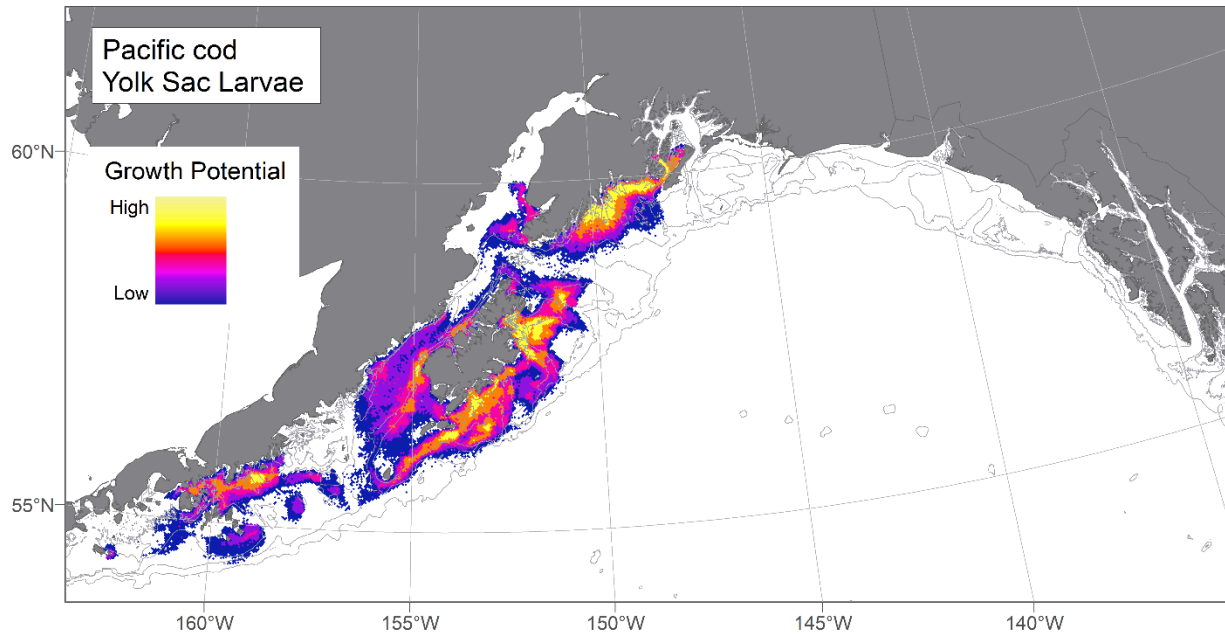 Pacific cod
Yolk Sac Larvae
60°N
Growth Potential
High
Low
55°N
160°W
155°W
150°W
145°W
140°W